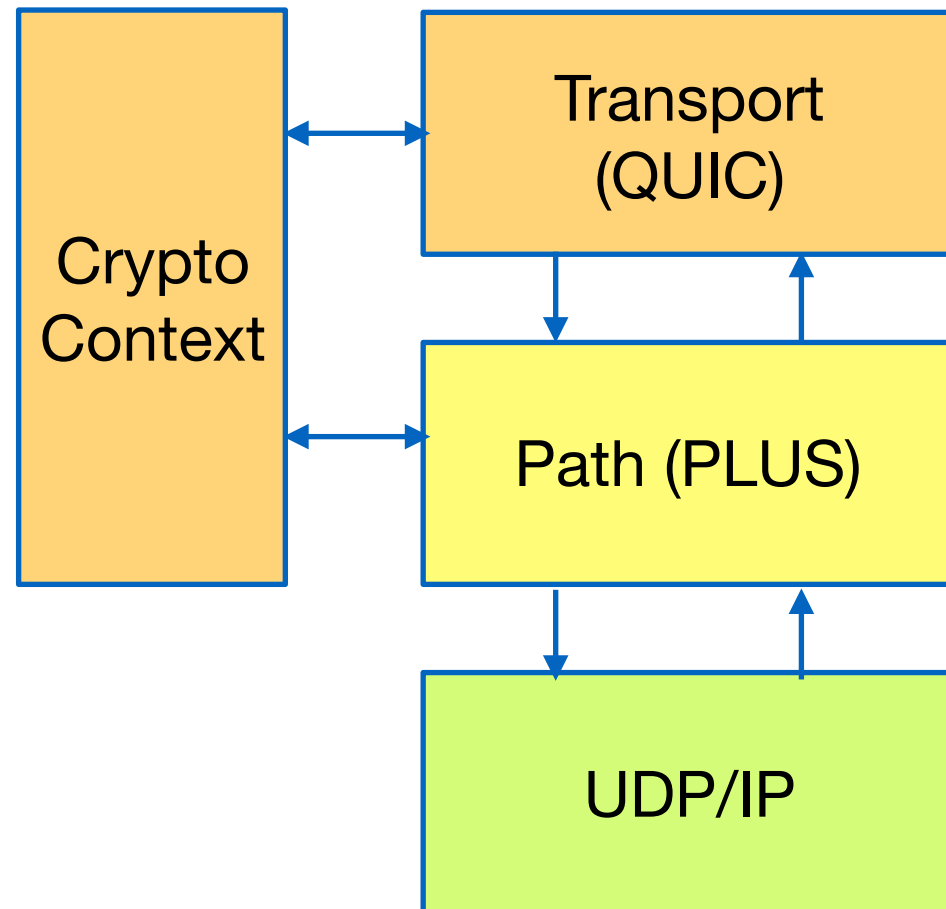 Transport
(QUIC)
Crypto
Context
Path (PLUS)
UDP/IP